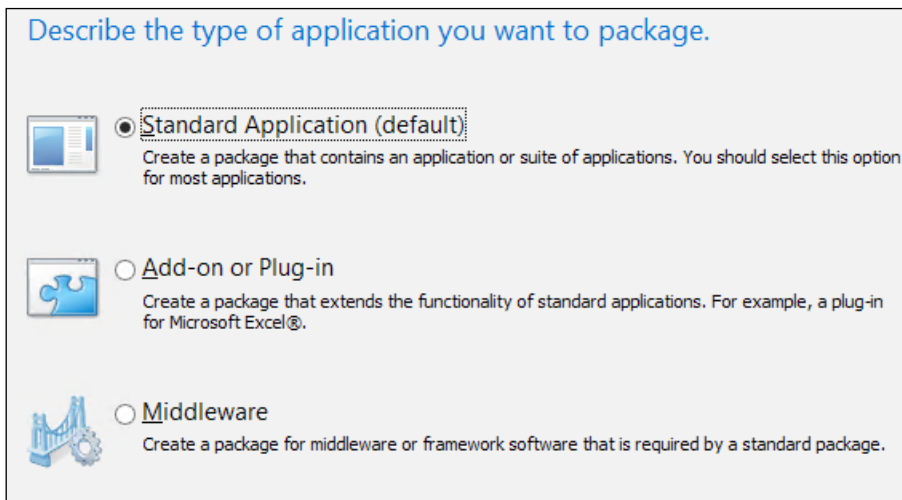 Describe the type of application you want to package.
Standard Application (default)
Create a package that contains an application or suite of applications. You should select this option
for most applications.
Add-on or Plug-in
Create a package that extends the functionality of standard applications. For example, a plug-in
for Microsoft Excel®.
Middleware
Create a package for middleware or framework software that is required by a standard package.